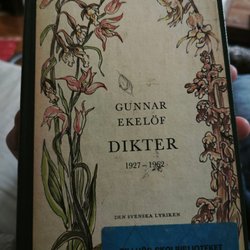 GUNNAR
EKELÖF
DIKTER
1927-1962
DEN SVENSKA LYRIKEN